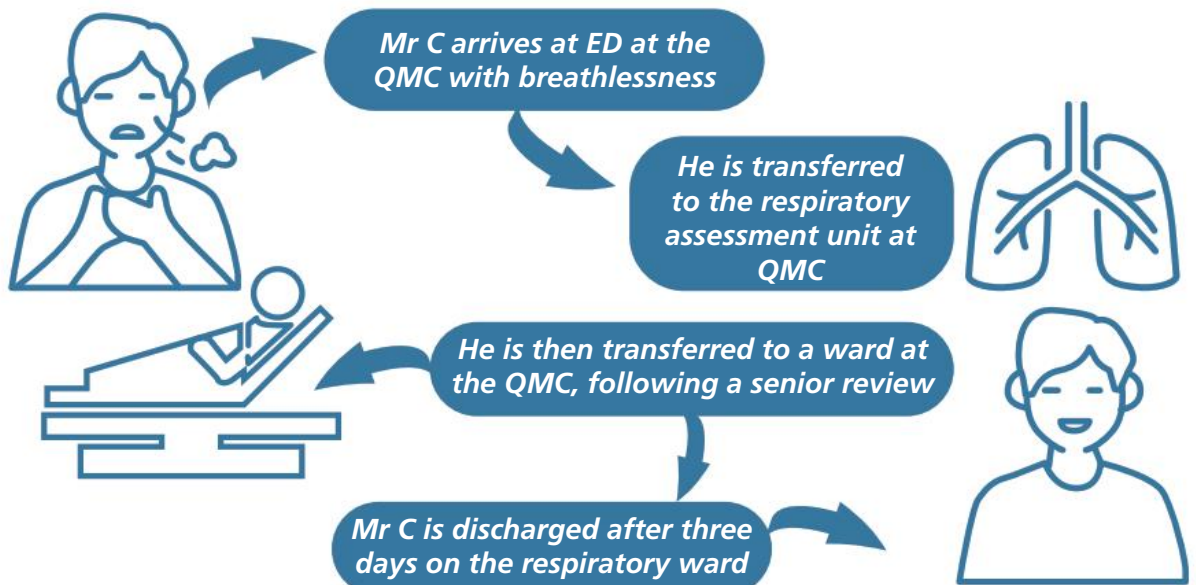 Mr C arrives at ED at the
QMC with breathlessness
He is transferred
to the respiratory
assessment unit at
QMC
He is then transferred to a ward at
the QMC, following a senior review
Mr C is discharged after three
days on the respiratory ward